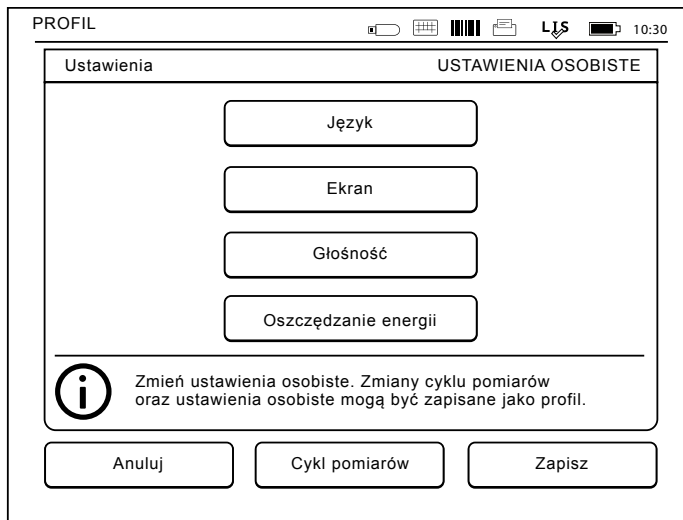 PROFIL LIS 10:30
Ustawienia USTAWIENIA OSOBISTE
Język
Ekran
Głośność
Oszczędzanie energii
Zmień ustawienia osobiste. Zmiany cyklu pomiarów
oraz ustawienia osobiste mogą być zapisane jako profil.
Anuluj Cykl pomiarów Zapisz